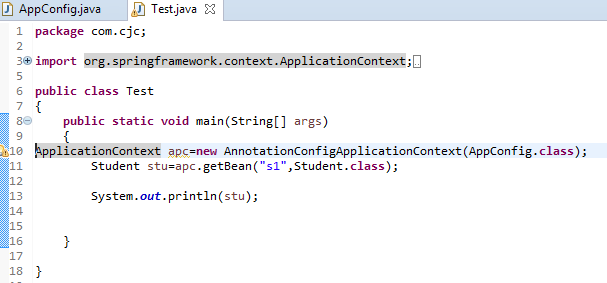 AppConfig.java Test.java
1 package com.cjc;
2
3 import org.springframework.context.ApplicationContext;
6 public class Test
7 {
8 public static void main(String[] args)
9 {
10 ApplicationContext apc=new AnnotationConfigApplicationContext(AppConfig.class);
11 Student stu=apc.getBean("s1",Student.class);
12
13 System.out.println(stu);
14
15
16 }
17
18 }